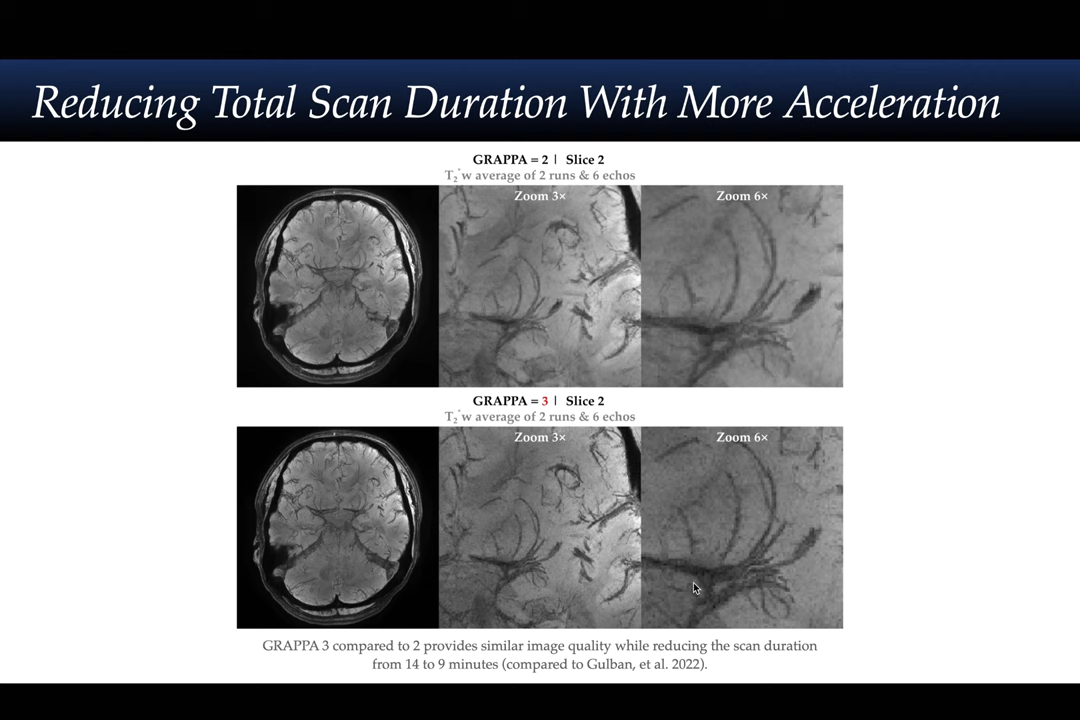 Reducing Total Scan Duration With More Acceleration
GRAPPA = 2 | Slice 2
T₂*w average of 2 runs & 6 echos
Zoom 3×
Zoom 6×
GRAPPA = 3 | Slice 2
T₂*w average of 2 runs & 6 echos
Zoom 3×
Zoom 6×
GRAPPA 3 compared to 2 provides similar image quality while reducing the scan duration
from 14 to 9 minutes (compared to Gulban, et al. 2022).